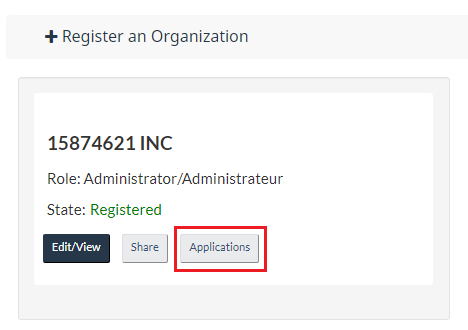 + Register an Organization
15874621 INC
Role: Administrator/Administrateur
State: Registered
Edit/View Share Applications